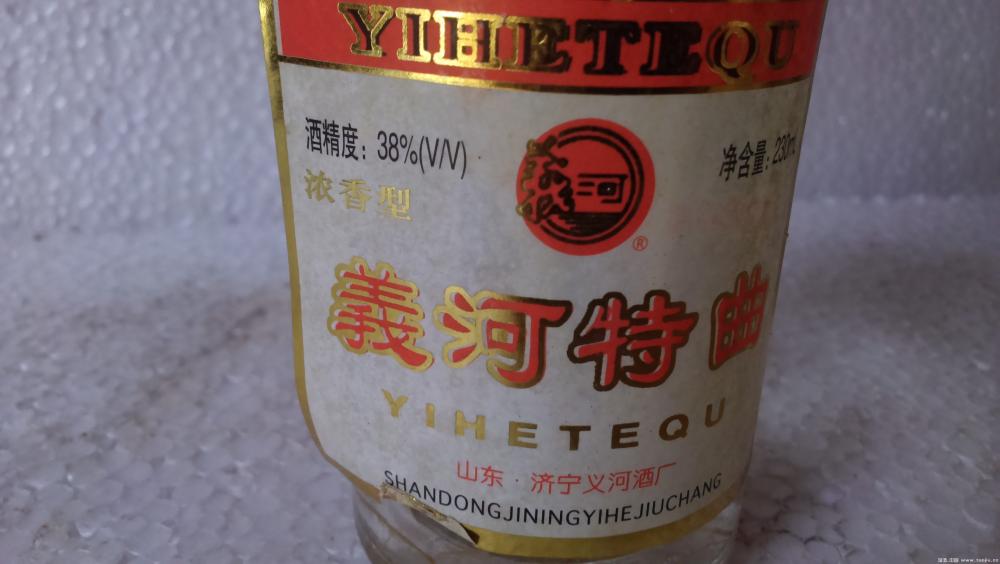 YIHETEQU
酒精度：38%(V/V)
净含量：230ml
浓香型
義河
®
義河特曲
YIHETEQU
山东·济宁义河酒厂
SHANDONGJININGYIHEJIUCHANG